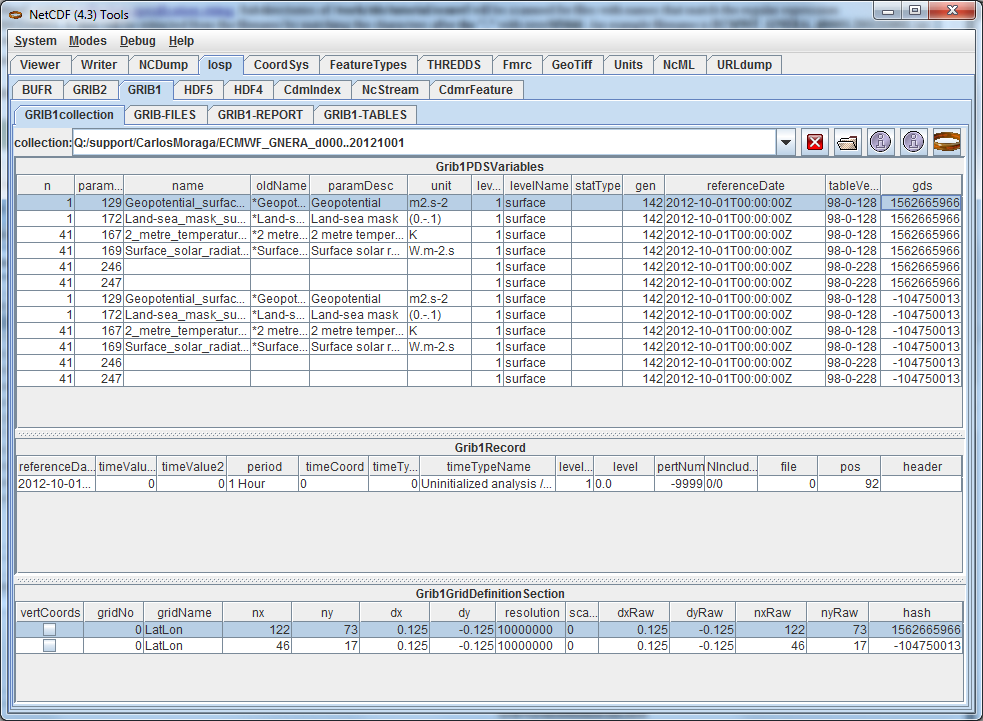 NetCDF (4.3) Tools
System Modes Debug Help
Viewer Writer NCDump Iosp CoordSys FeatureTypes THREDDS Fmrc GeoTiff Units NcML URLdump
BUFR GRIB2 GRIB1 HDF5 HDF4 CdmIndex NcStream CdmrFeature
GRIB1collection GRIB-FILES GRIB1-REPORT GRIB1-TABLES
collection: Q:/support/CarlosMoraga/ECMWF_GNERA_d000..20121001
Grib1PDSVariables
n param... name oldName paramDesc unit lev... levelName statType gen referenceDate tableVe... gds
1 129 Geopotential_surfac... *Geopot... Geopotential m2.s-2 1 surface 142 2012-10-01T00:00:00Z 98-0-128 1562665966
1 172 Land-sea_mask_su... *Land-s... Land-sea mask (0.-.1) 1 surface 142 2012-10-01T00:00:00Z 98-0-128 1562665966
41 167 2_metre_temperatur... *2 metre... 2 metre temper... K 1 surface 142 2012-10-01T00:00:00Z 98-0-128 1562665966
41 169 Surface_solar_radiat... *Surface... Surface solar r... W.m-2.s 1 surface 142 2012-10-01T00:00:00Z 98-0-128 1562665966
41 246 1 surface 142 2012-10-01T00:00:00Z 98-0-228 1562665966
41 247 1 surface 142 2012-10-01T00:00:00Z 98-0-228 1562665966
1 129 Geopotential_surfac... *Geopot... Geopotential m2.s-2 1 surface 142 2012-10-01T00:00:00Z 98-0-128 -104750013
1 172 Land-sea_mask_su... *Land-s... Land-sea mask (0.-.1) 1 surface 142 2012-10-01T00:00:00Z 98-0-128 -104750013
41 167 2_metre_temperatur... *2 metre... 2 metre temper... K 1 surface 142 2012-10-01T00:00:00Z 98-0-128 -104750013
41 169 Surface_solar_radiat... *Surface... Surface solar r... W.m-2.s 1 surface 142 2012-10-01T00:00:00Z 98-0-128 -104750013
41 246 1 surface 142 2012-10-01T00:00:00Z 98-0-228 -104750013
41 247 1 surface 142 2012-10-01T00:00:00Z 98-0-228 -104750013
Grib1Record
referenceDa... timeValu... timeValue2 period timeCoord timeTy... timeTypeName level... level pertNum NInclud... file pos header
2012-10-01... 0 0 1 Hour 0 0 Uninitialized analysis /... 1 0.0 -9999 0/0 0 92
Grib1GridDefinitionSection
vertCoords gridNo gridName nx ny dx dy resolution sca... dxRaw dyRaw nxRaw nyRaw hash
0 LatLon 122 73 0.125 -0.125 10000000 0 0.125 -0.125 122 73 1562665966
0 LatLon 46 17 0.125 -0.125 10000000 0 0.125 -0.125 46 17 -104750013